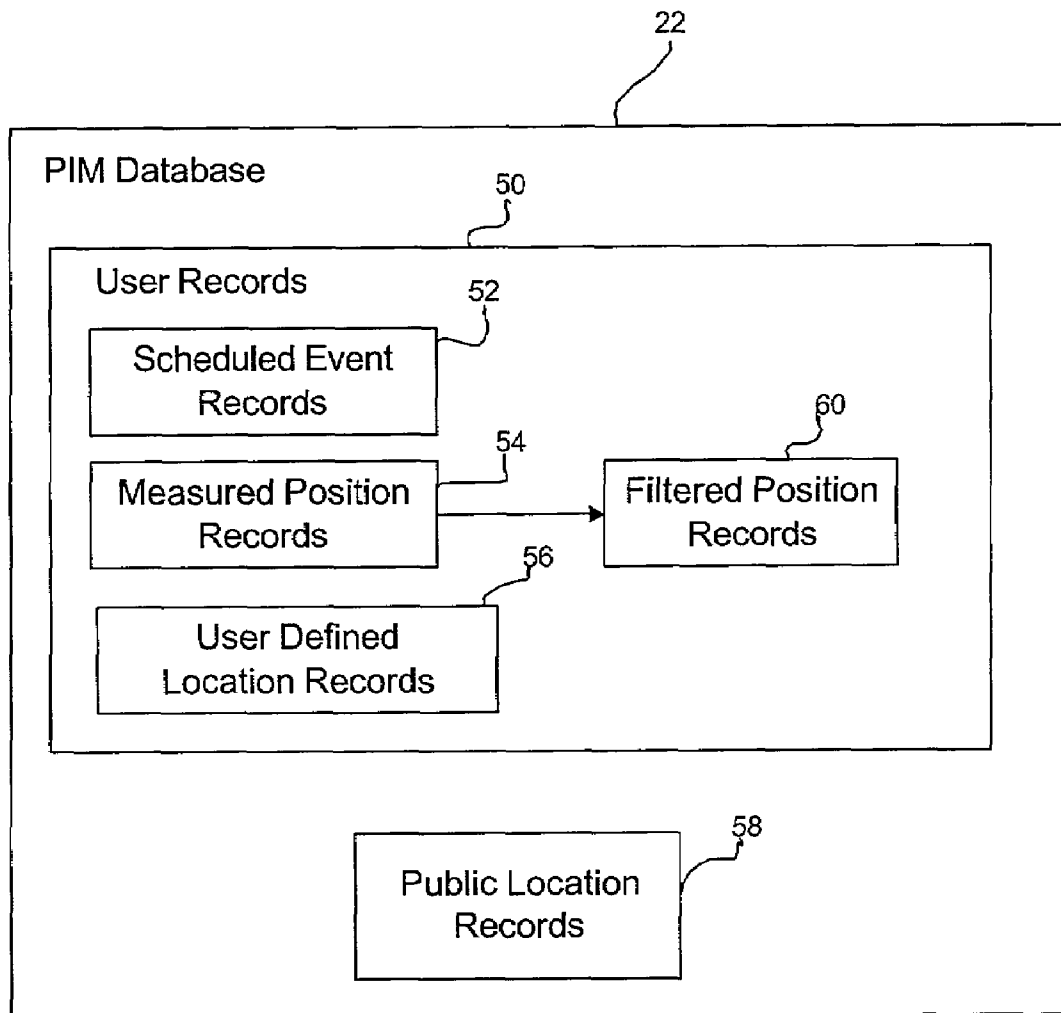 22
PIM Database
50
User Records
52
Scheduled Event
Records
54
Measured Position
Records
60
Filtered Position
Records
56
User Defined
Location Records
58
Public Location
Records